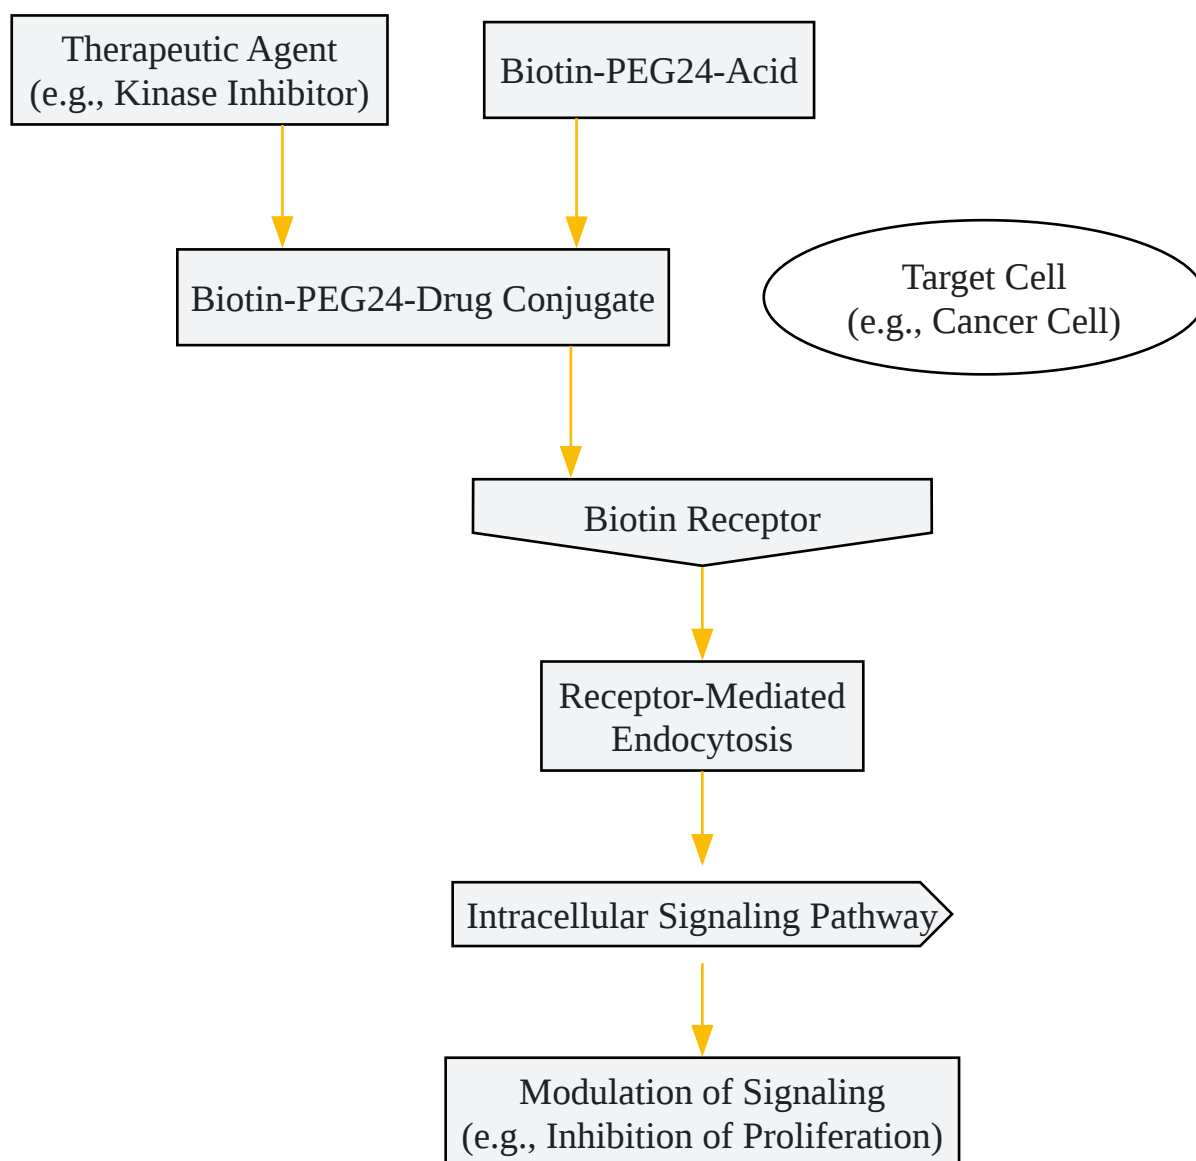 Therapeutic Agent
(e.g., Kinase Inhibitor)
Biotin-PEG24-Acid
Biotin-PEG24-Drug Conjugate
Target Cell
(e.g., Cancer Cell)
Biotin Receptor
Receptor-Mediated
Endocytosis
Intracellular Signaling Pathway
Modulation of Signaling
(e.g., Inhibition of Proliferation)